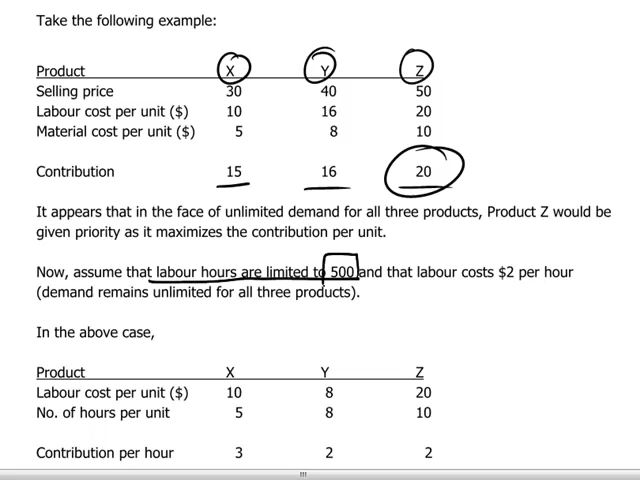 Take the following example:
Product X Y Z
Selling price 30 40 50
Labour cost per unit ($) 10 16 20
Material cost per unit ($) 5 8 10
Contribution 15 16 20
It appears that in the face of unlimited demand for all three products, Product Z would be
given priority as it maximizes the contribution per unit.
Now, assume that labour hours are limited to 500 and that labour costs $2 per hour
(demand remains unlimited for all three products).
In the above case,
Product X Y Z
Labour cost per unit ($) 10 8 20
No. of hours per unit 5 8 10
Contribution per hour 3 2 2